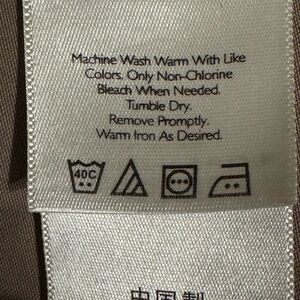 Machine Wash Warm With Like
Colors. Only Non-Chlorine
Bleach When Needed.
Tumble Dry.
Remove Promptly.
Warm Iron As Desired.
40C
中国製